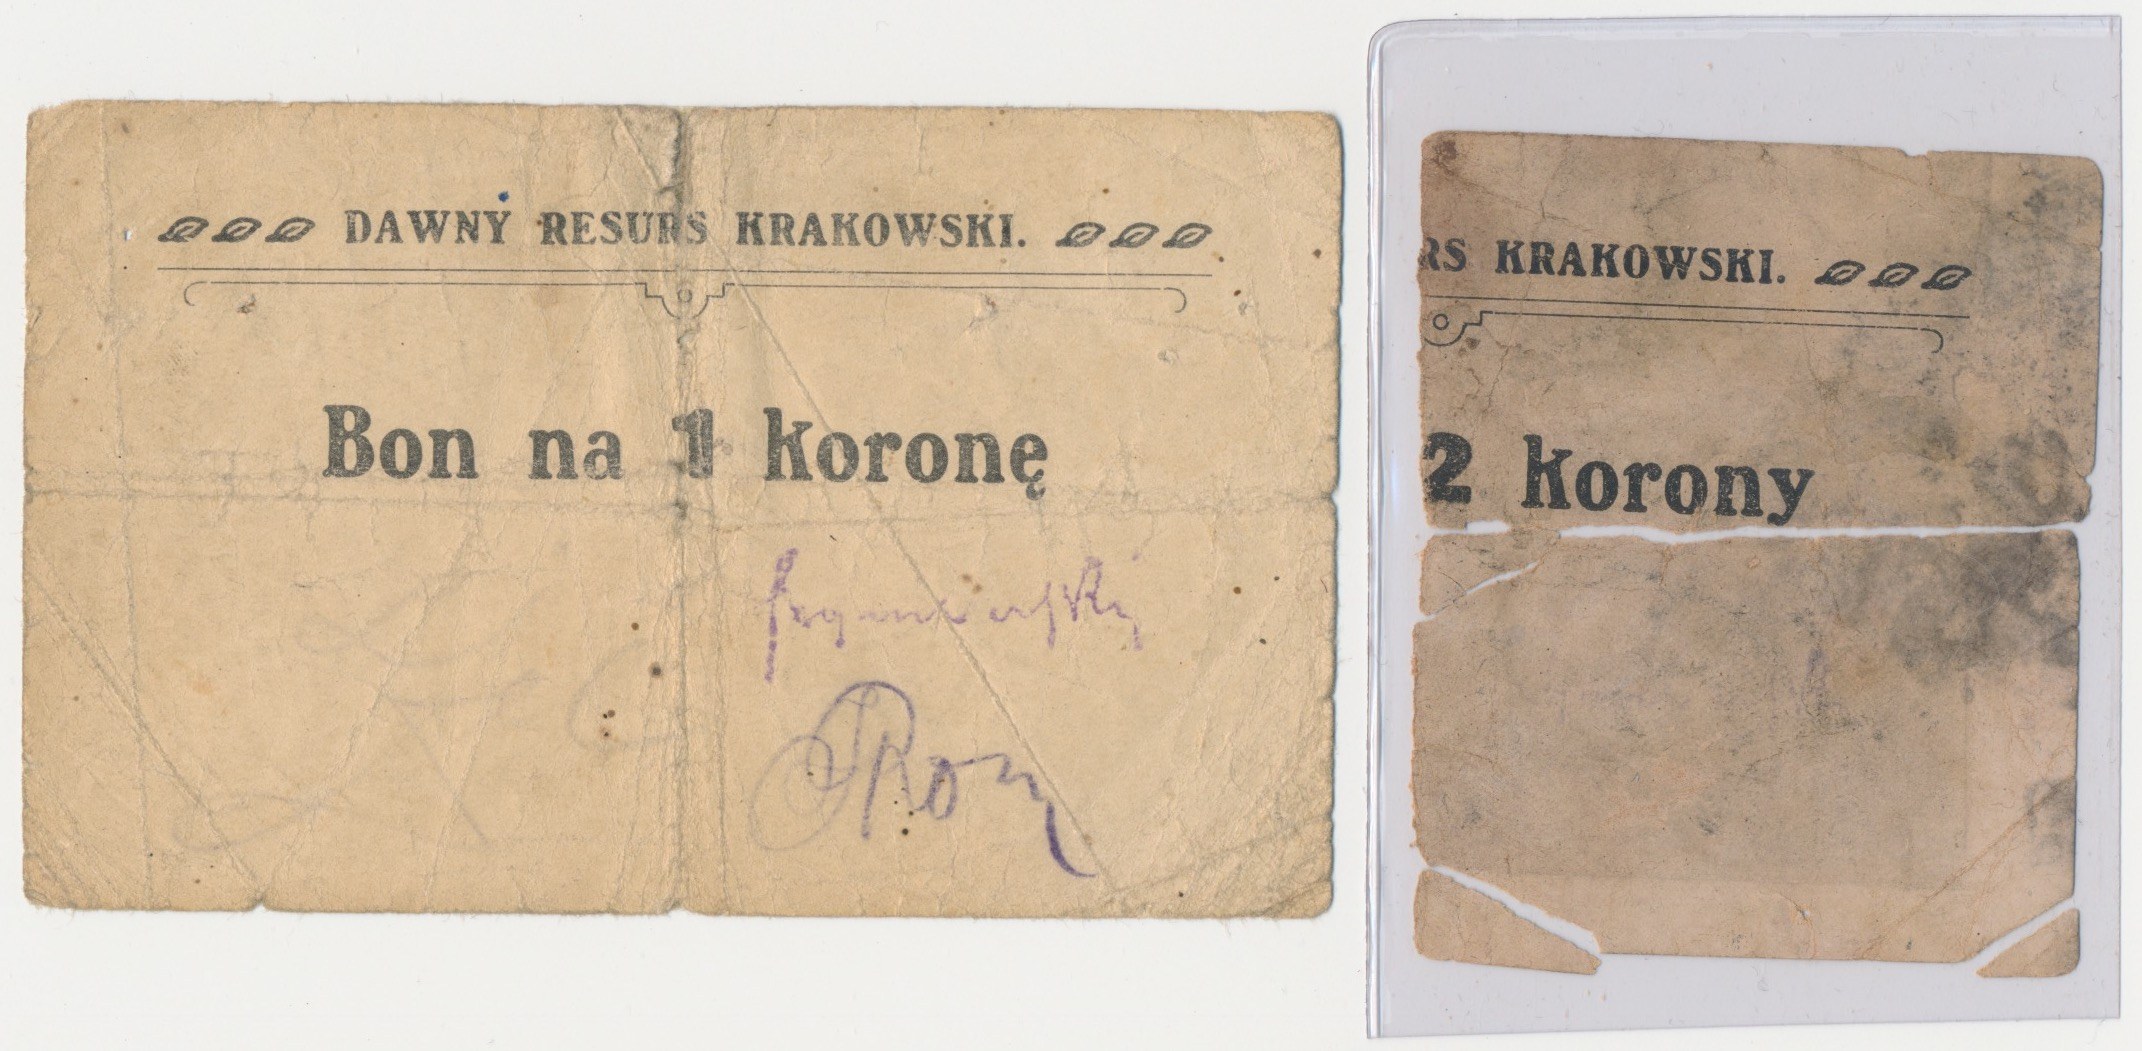 DAWNY RESURS KRAKOWSKI.
Bon na 1 koronę
RS KRAKOWSKI.
2 korony